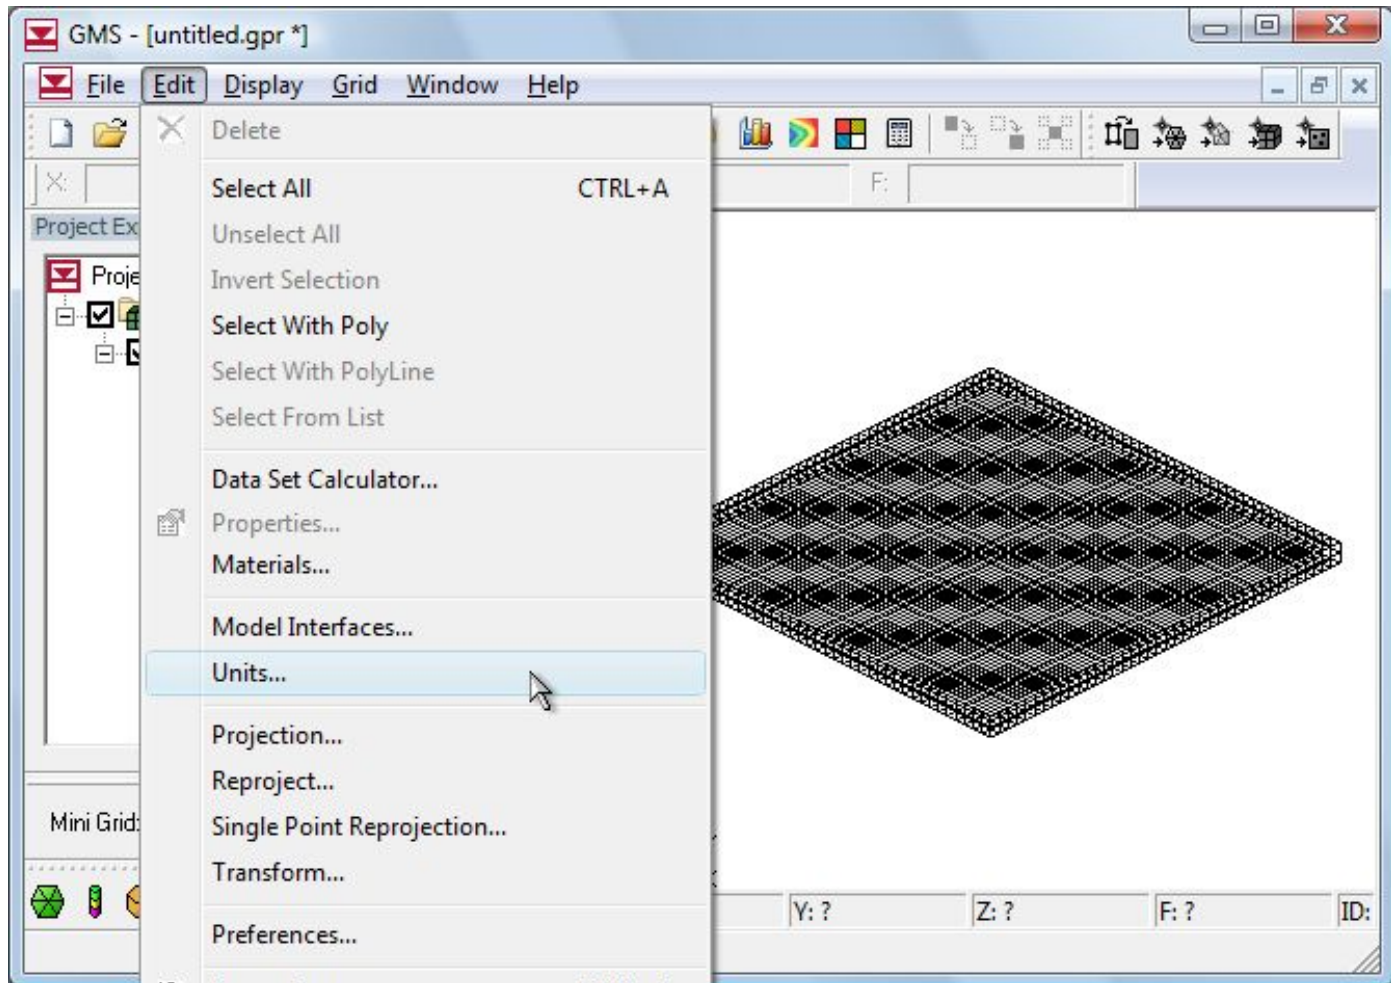 GMS - [untitled.gpr *]
File Edit Display Grid Window Help
Delete
X: F:
Select All CTRL+A
Project Ex
Unselect All
Proje
Invert Selection
Select With Poly
Select With PolyLine
Select From List
Data Set Calculator...
Properties...
Materials...
Model Interfaces...
Units...
Projection...
Reproject...
Mini Grid: Single Point Reprojection...
Transform...
Y: ? Z: ? F: ? ID:
Preferences...